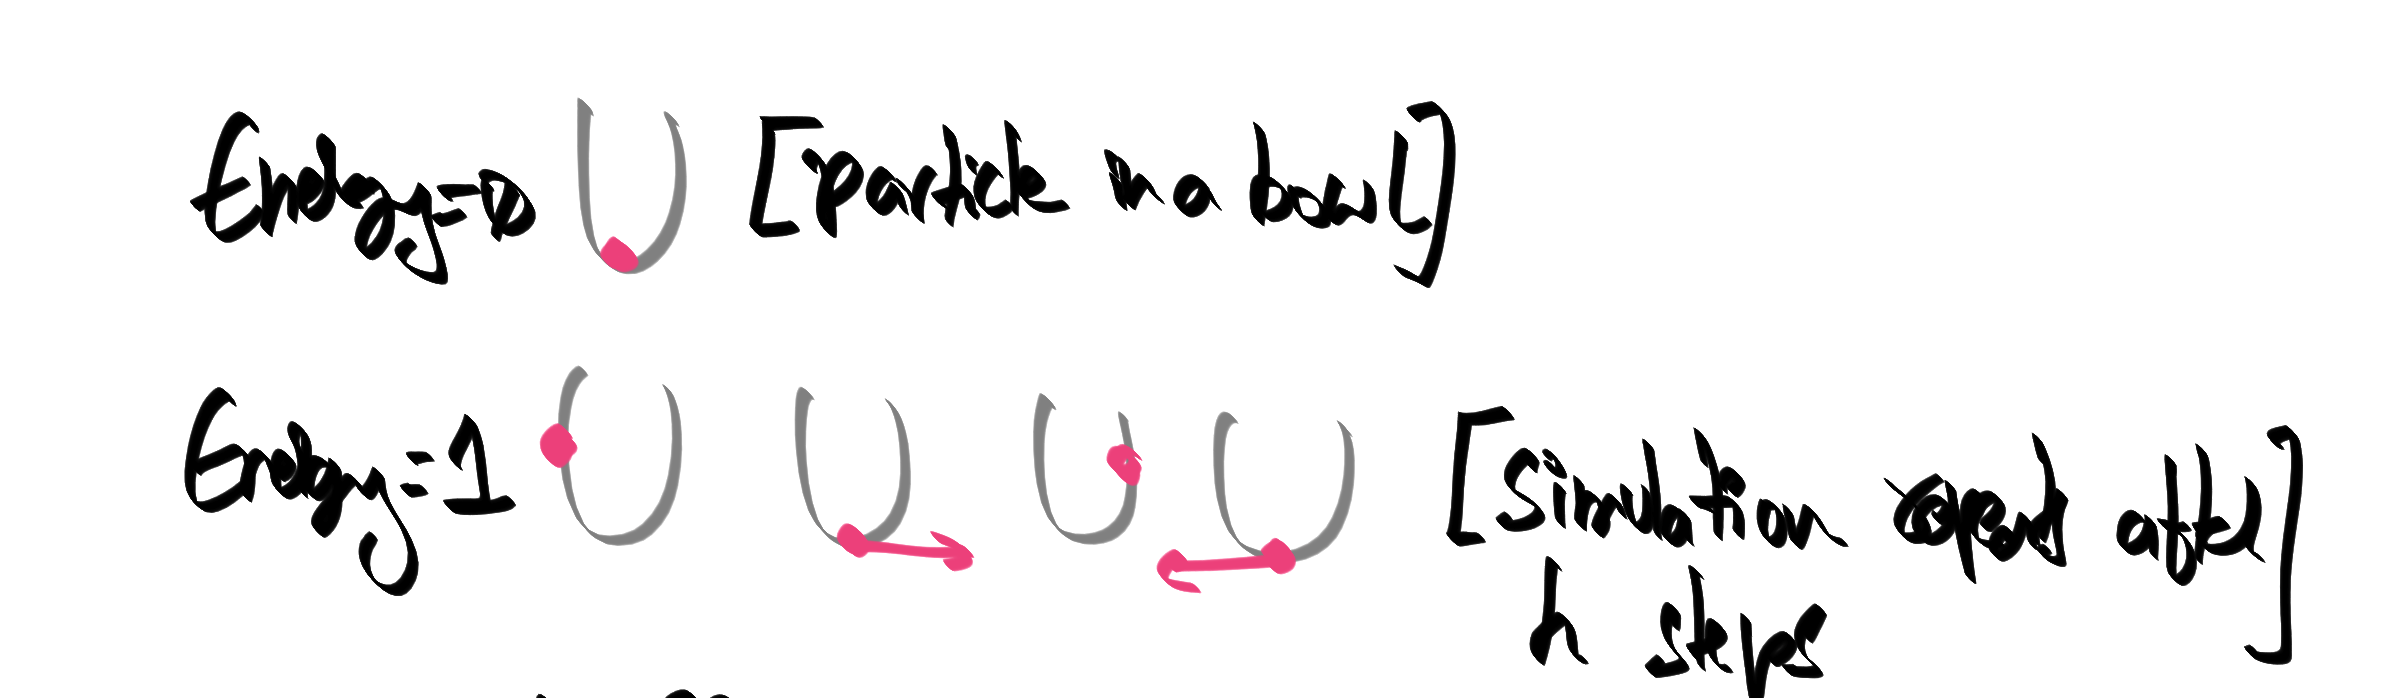 Energy=0 [particle in a bowl]
Energy=1 [simulation after]
h steps